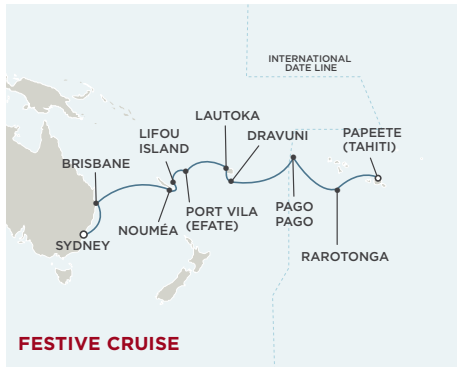 INTERNATIONAL
DATE LINE
LAUTOKA
DRAVUNI
PAPEETE
(TAHITI)
LIFOU
ISLAND
BRISBANE
PORT VILA
(EFATE)
PAGO
PAGO
NOUMÉA
SYDNEY
RAROTONGA
FESTIVE CRUISE